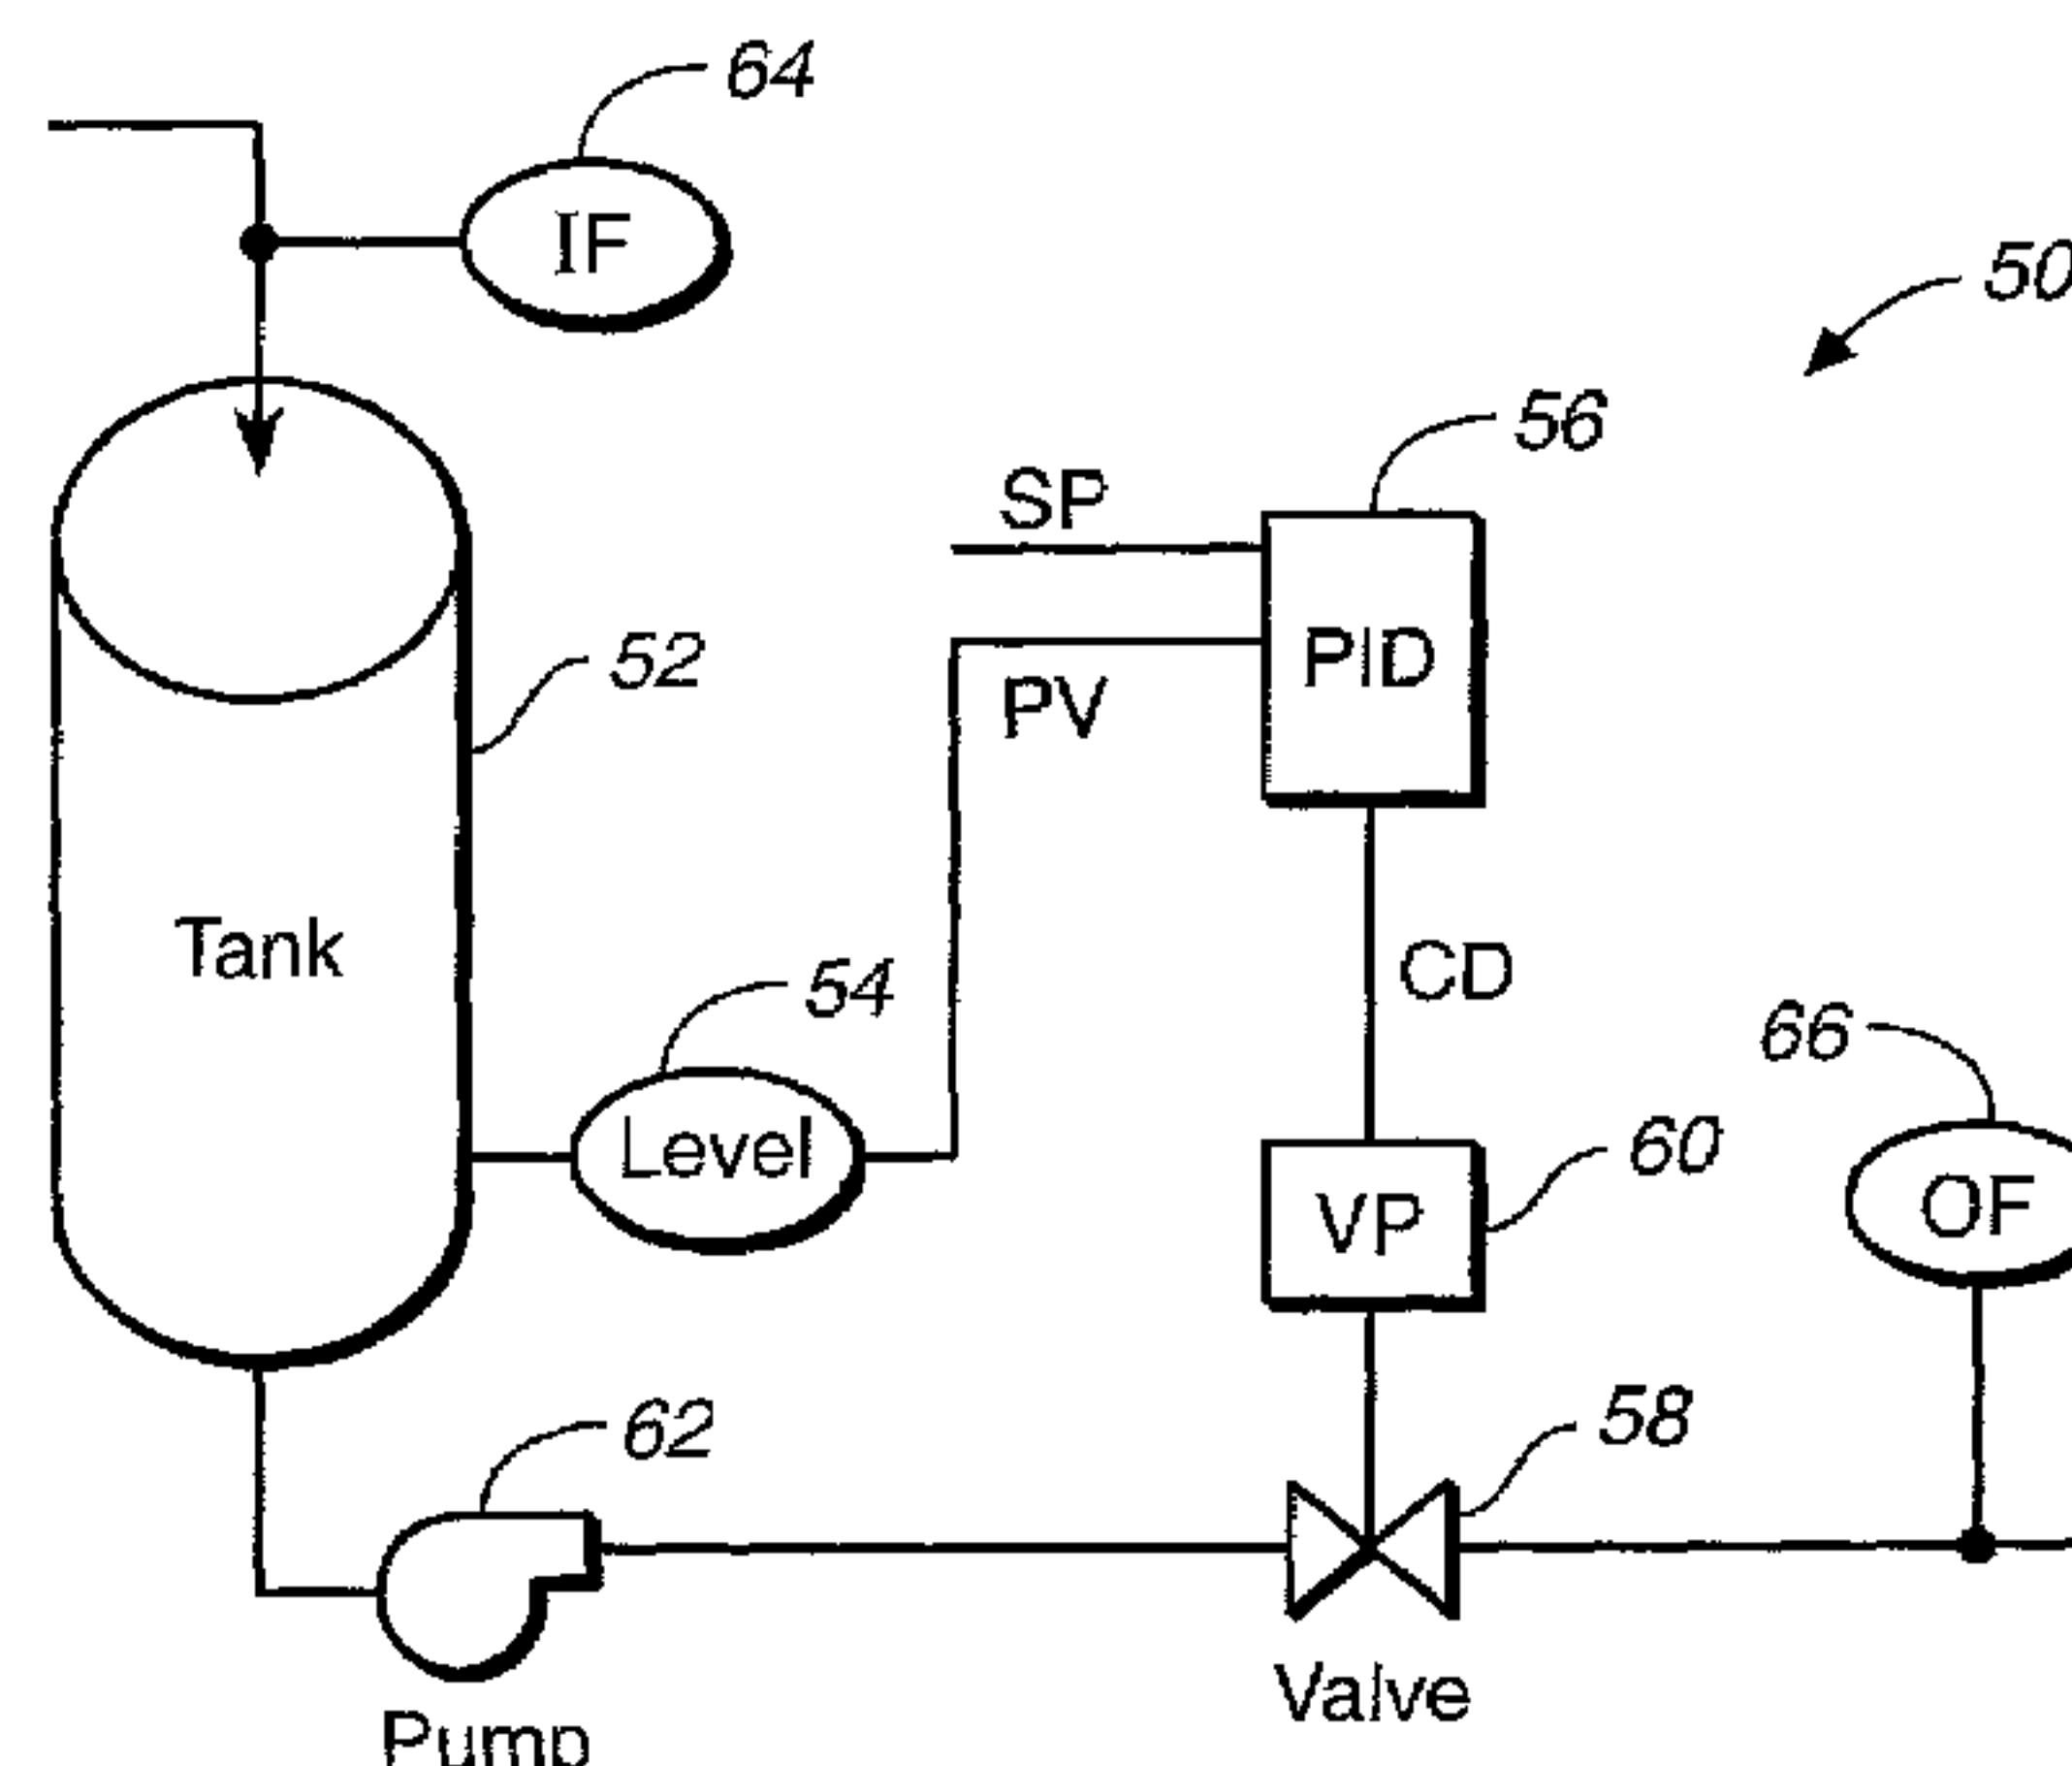 64
IF
50
56
SP
PID
PV
52
Tank
54
Level
CD
66
OF
60
VP
62
58
Valve
Pump